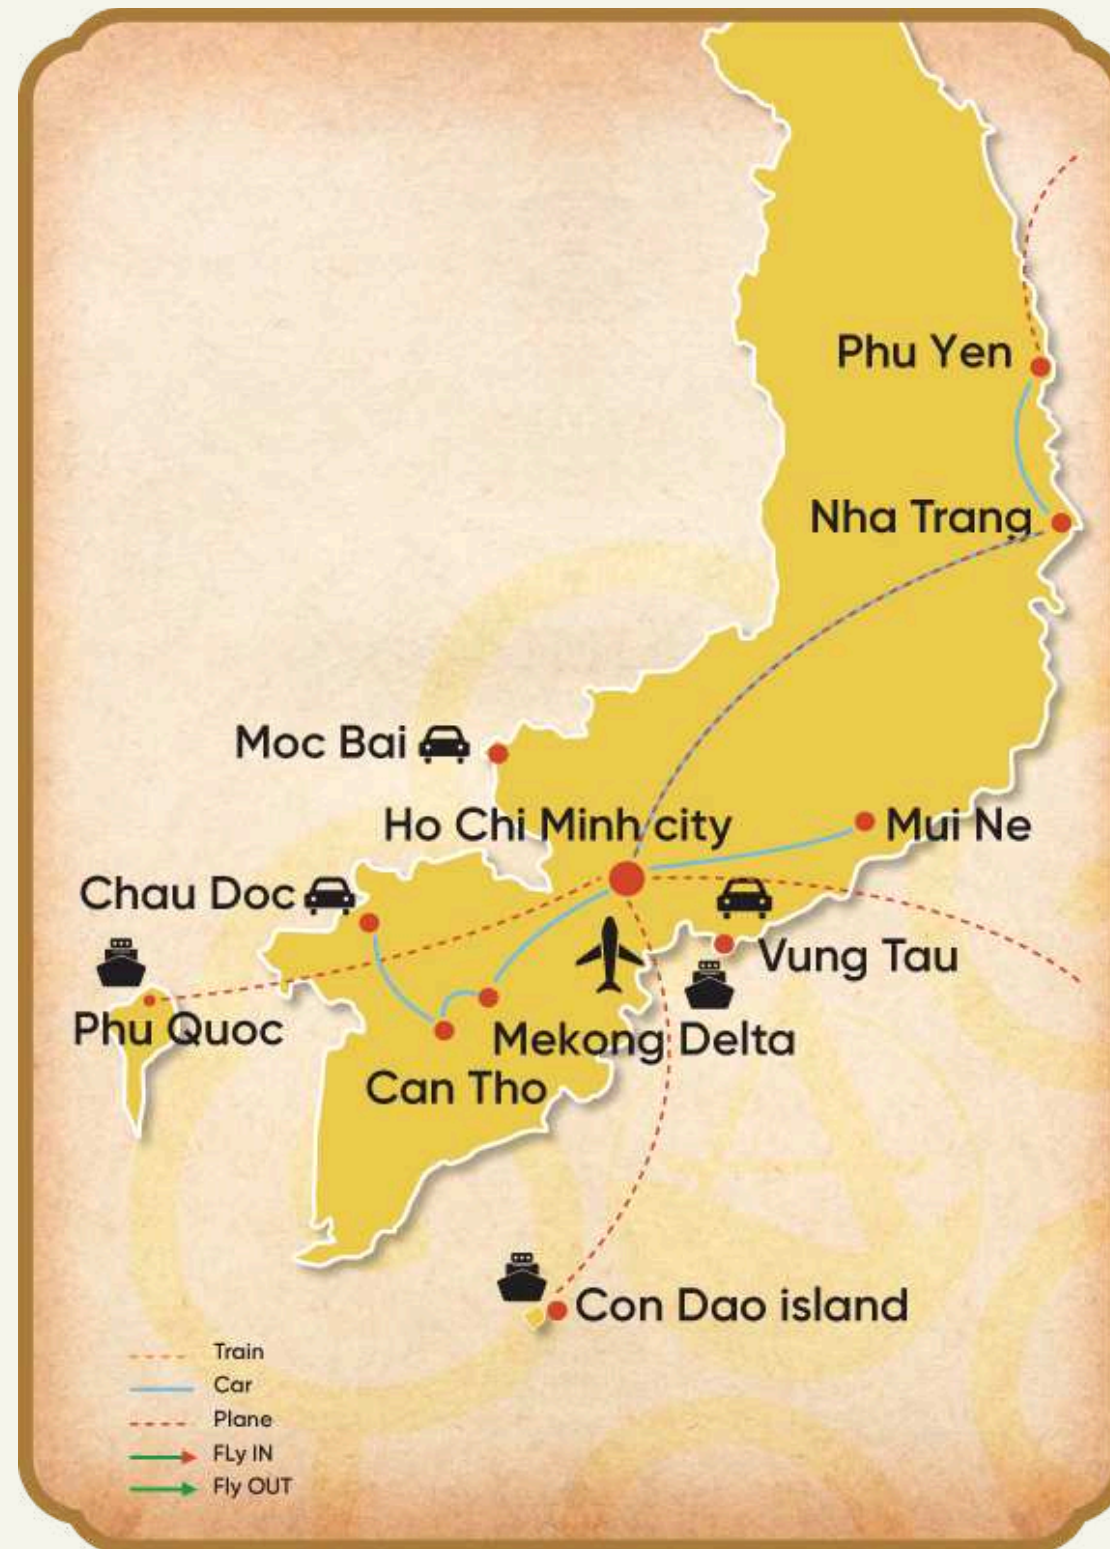 Phu Yen
Nha Trang
Moc Bai
Ho Chi Minh city
Mui Ne
Chau Doc
Vung Tau
Phu Quoc
Mekong Delta
Can Tho
Con Dao island
Train
Car
Plane
FLy IN
Fly OUT